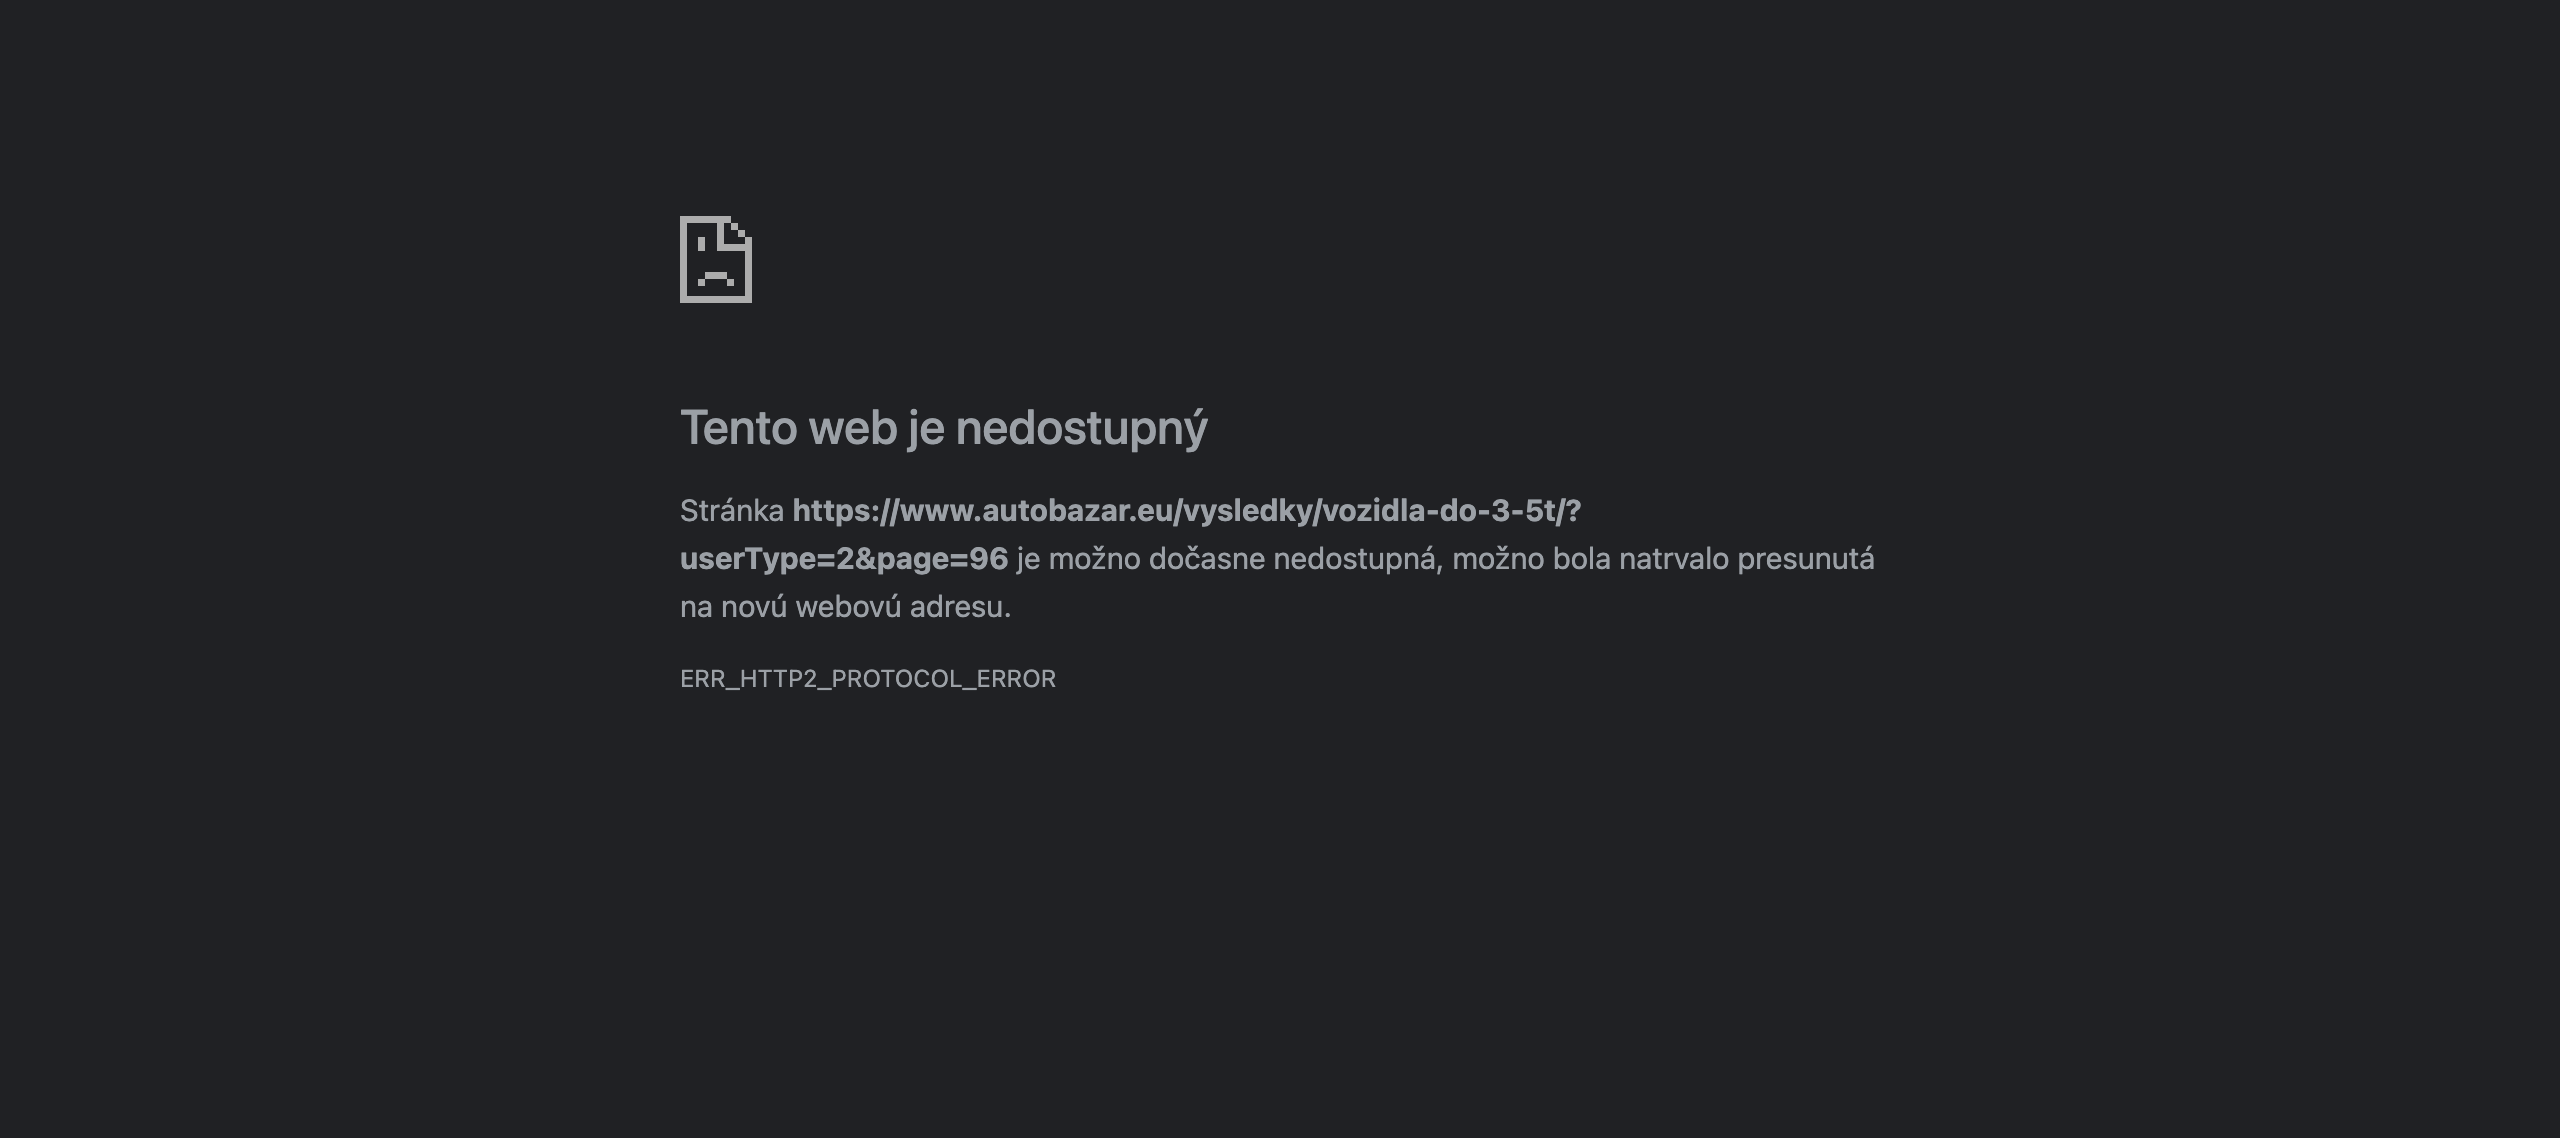 Tento web je nedostupný
Stránka https://www.autobazar.eu/vysledky/vozidla-do-3-5t/?
userType=2&page=96 je možno dočasne nedostupná, možno bola natrvalo presunutá
na novú webovú adresu.
ERR_HTTP2_PROTOCOL_ERROR